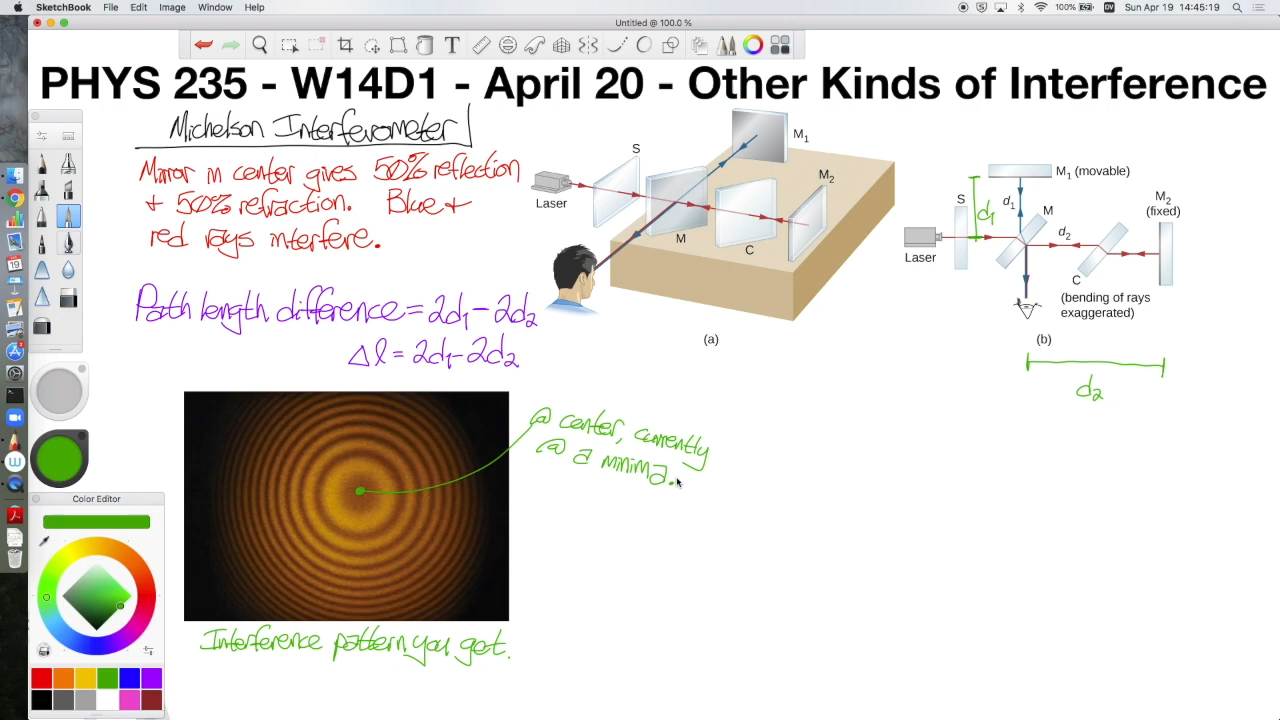 SketchBook File Edit Image Window Help
100% Sun Apr 19 14:45:19
Untitled @ 100.0 %
PHYS 235 - W14D1 - April 20 - Other Kinds of Interference
Michelson Interferometer
Mirror in center gives 50% reflection
+ 50% refraction. Blue +
red rays interfere.
Path length difference = 2d₁ - 2d₂
Δl = 2d₁ - 2d₂
S
M₁
M₂
Laser
M
C
(a)
M₁ (movable)
S
d₁
d₁
M
M₂
(fixed)
d₂
Laser
C
(bending of rays
exaggerated)
(b)
d₂
@ center, currently
@ a minima.
Interference pattern you get.
Color Editor